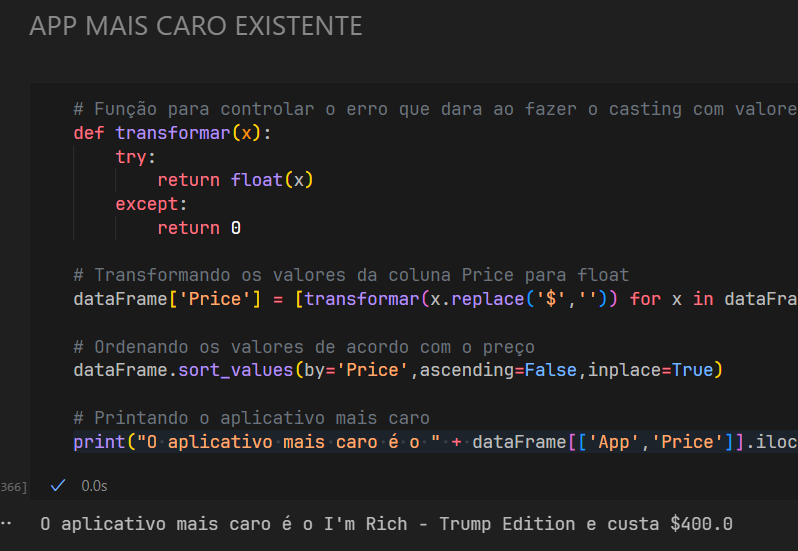 APP MAIS CARO EXISTENTE
# Função para controlar o erro que dara ao fazer o casting com valore
def transformar(x):
try:
return float(x)
except:
return 0
# Transformando os valores da coluna Price para float
dataFrame['Price'] = [transformar(x.replace('$','')) for x in dataFra
# Ordenando os valores de acordo com o preço
dataFrame.sort_values(by='Price',ascending=False,inplace=True)
# Printando o aplicativo mais caro
print("O aplicativo mais caro é o " + dataFrame[['App','Price']].iloc
366] 0.0s
O aplicativo mais caro é o I'm Rich - Trump Edition e custa $400.0